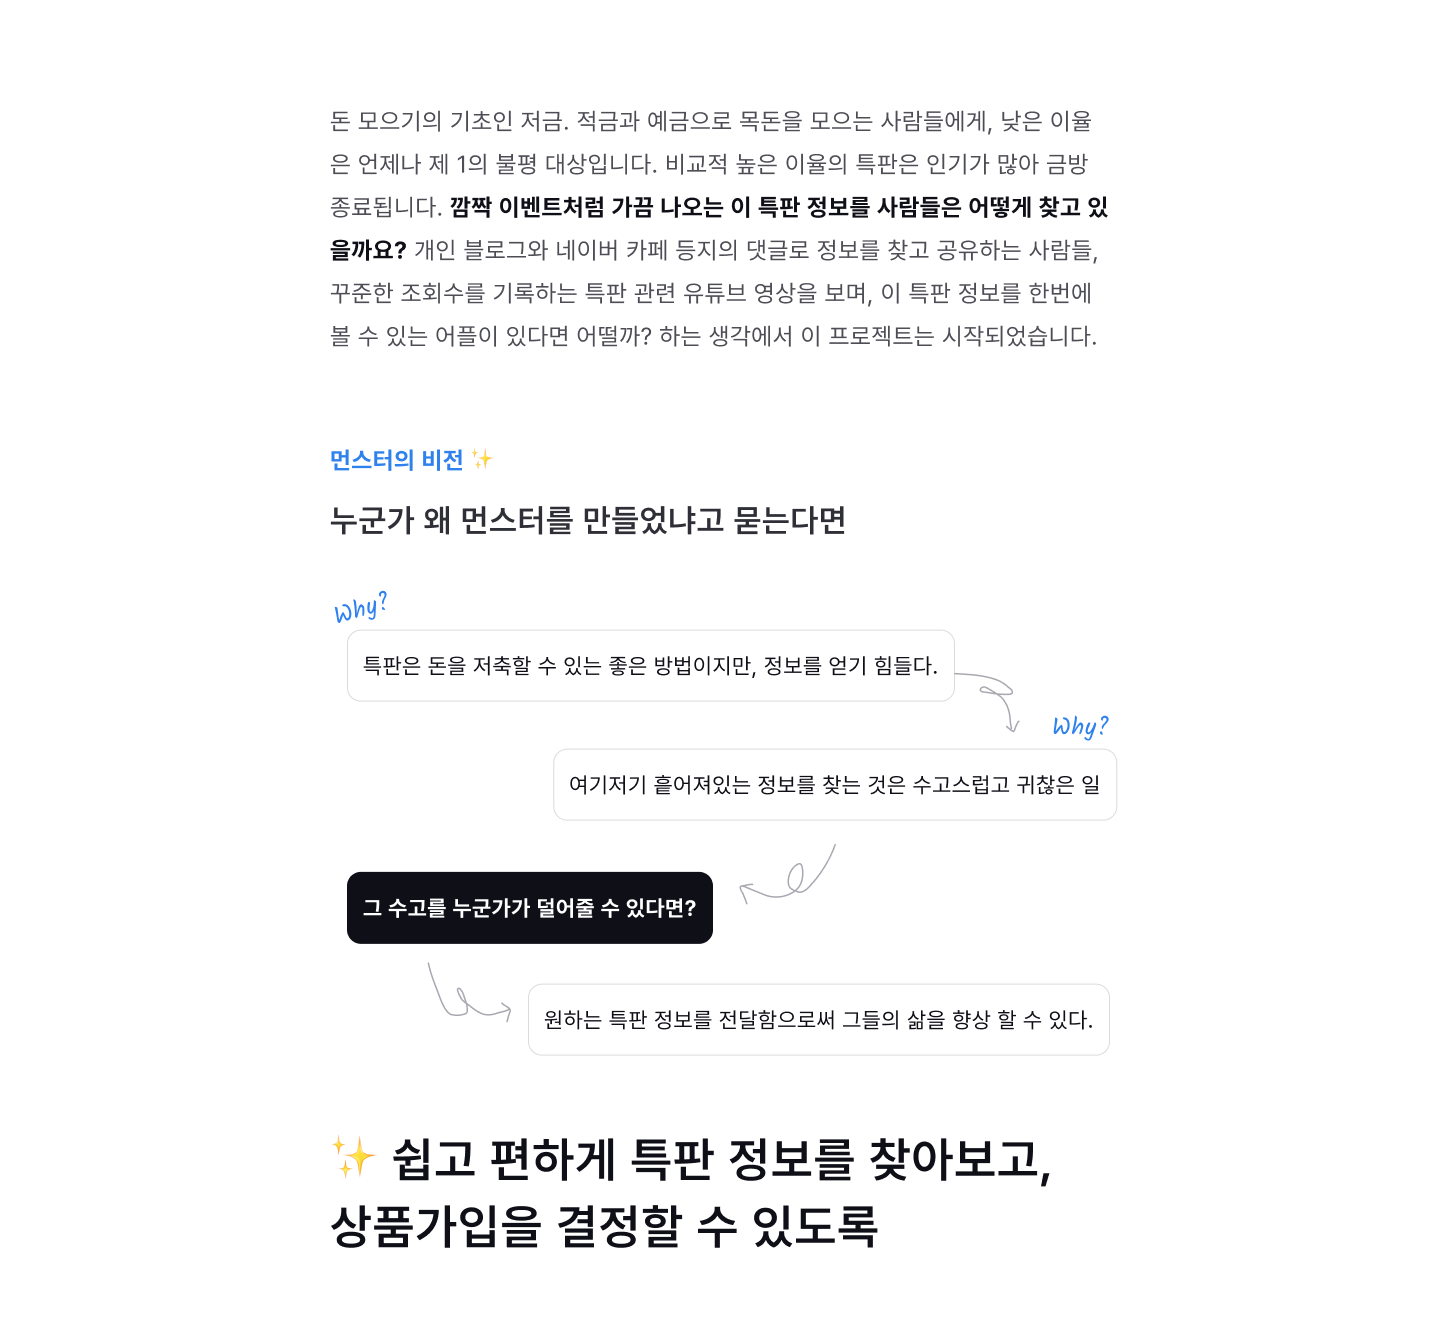 돈 모으기의 기초인 저금. 적금과 예금으로 목돈을 모으는 사람들에게, 낮은 이율
은 언제나 제 1의 불평 대상입니다. 비교적 높은 이율의 특판은 인기가 많아 금방
종료됩니다. 깜짝 이벤트처럼 가끔 나오는 이 특판 정보를 사람들은 어떻게 찾고 있
을까요? 개인 블로그와 네이버 카페 등지의 댓글로 정보를 찾고 공유하는 사람들,
꾸준한 조회수를 기록하는 특판 관련 유튜브 영상을 보며, 이 특판 정보를 한번에
볼 수 있는 어플이 있다면 어떨까? 하는 생각에서 이 프로젝트는 시작되었습니다.
먼스터의 비전 ✨
누군가 왜 먼스터를 만들었냐고 묻는다면
Why?
특판은 돈을 저축할 수 있는 좋은 방법이지만, 정보를 얻기 힘들다.
Why?
여기저기 흩어져있는 정보를 찾는 것은 수고스럽고 귀찮은 일
그 수고를 누군가가 덜어줄 수 있다면?
원하는 특판 정보를 전달함으로써 그들의 삶을 향상 할 수 있다.
✨ 쉽고 편하게 특판 정보를 찾아보고,
상품가입을 결정할 수 있도록